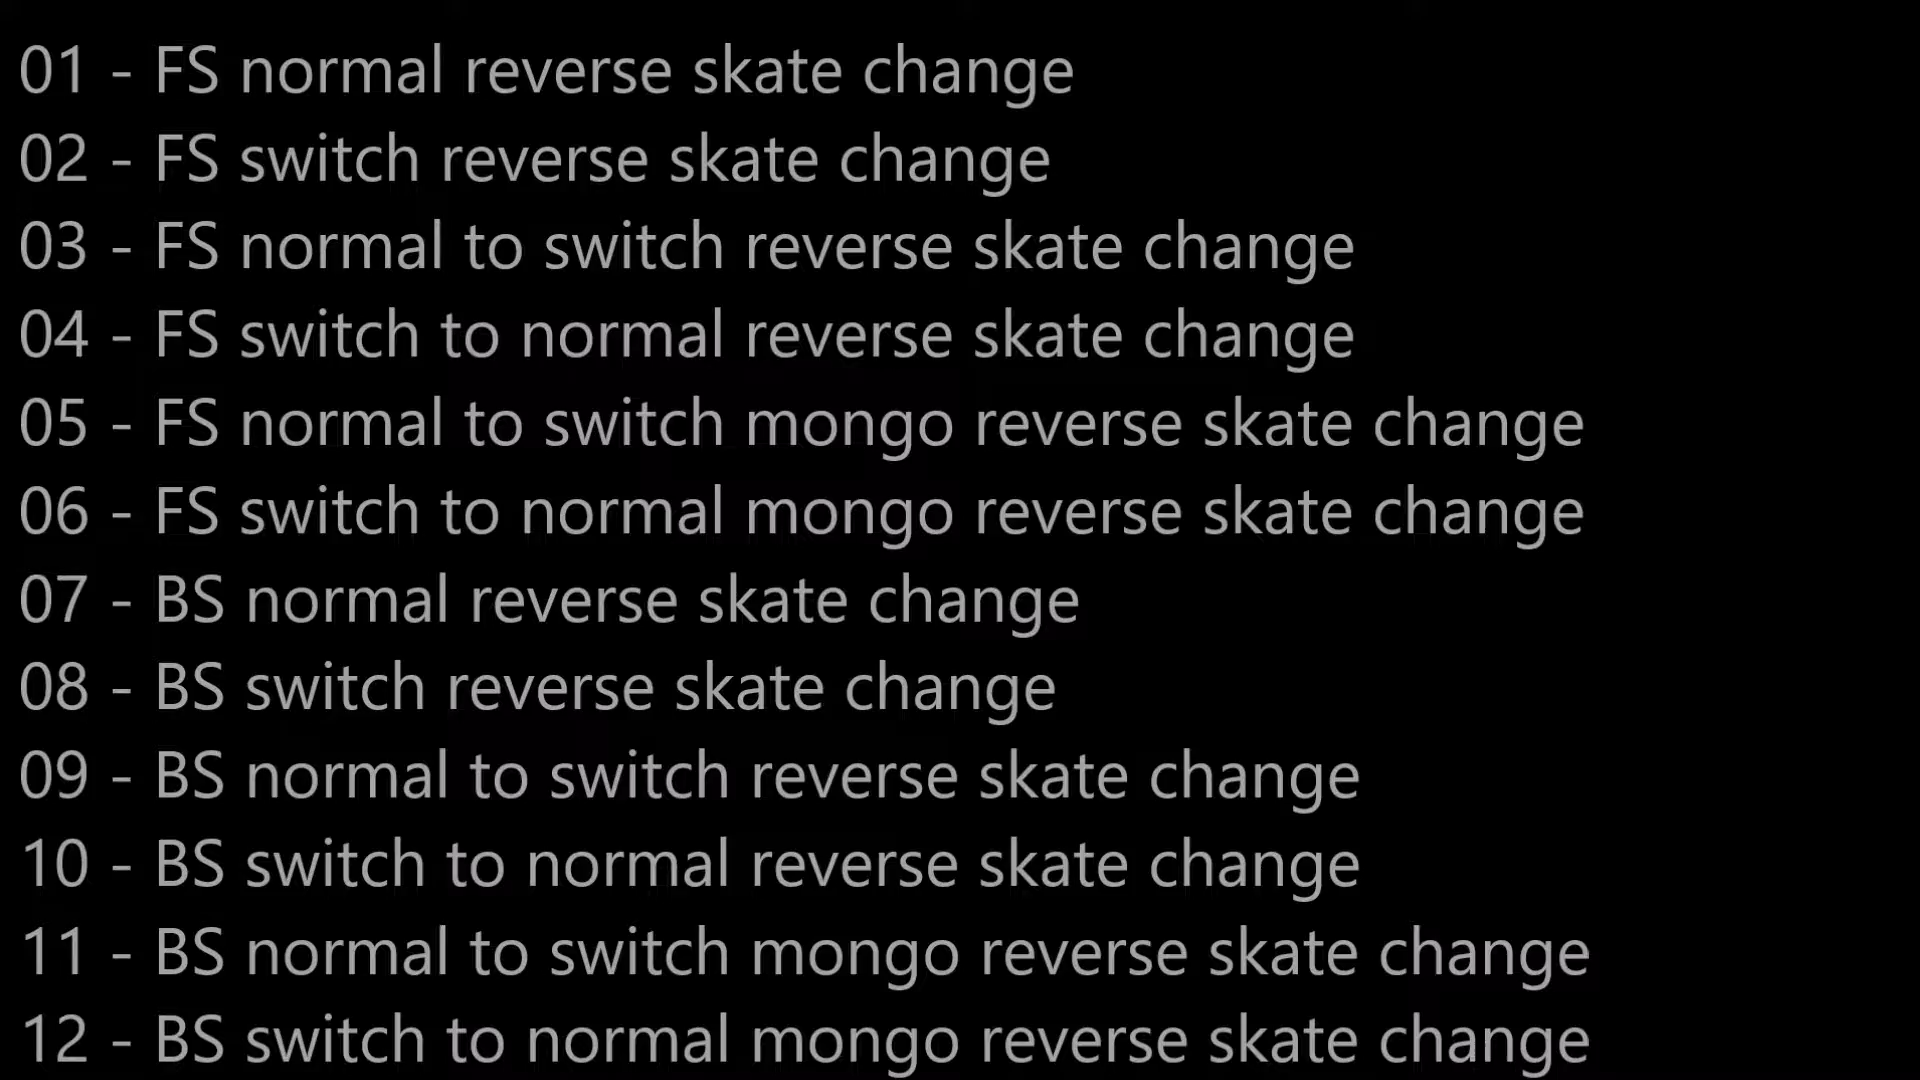 01 - FS normal reverse skate change
02 - FS switch reverse skate change
03 - FS normal to switch reverse skate change
04 - FS switch to normal reverse skate change
05 - FS normal to switch mongo reverse skate change
06 - FS switch to normal mongo reverse skate change
07 - BS normal reverse skate change
08 - BS switch reverse skate change
09 - BS normal to switch reverse skate change
10 - BS switch to normal reverse skate change
11 - BS normal to switch mongo reverse skate change
12 - BS switch to normal mongo reverse skate change